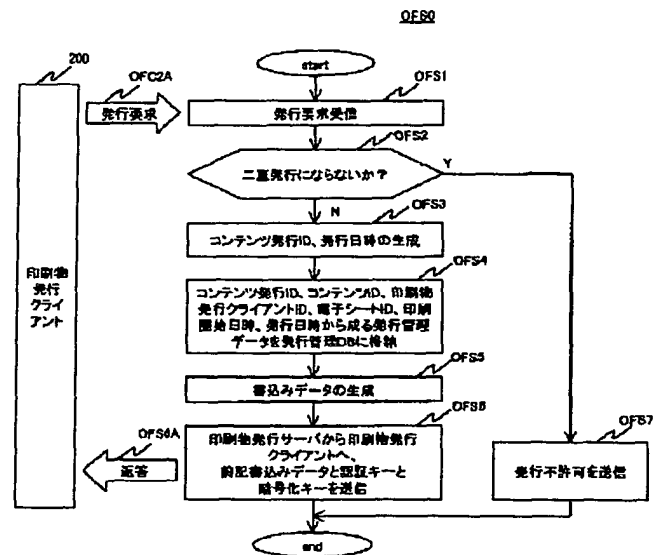 OFS0
200
OFC2A
発行要求
start
OFS1
発行要求受信
OFS2
二重発行にならないか？
Y
N
OFS3
コンテンツ発行ID、発行日時の生成
OFS4
コンテンツ発行ID、コンテンツID、印刷物
発行クライアントID、電子シートID、印刷
開始日時、発行日時から成る発行管理
データを発行管理DBに格納
OFS5
書込みデータの生成
OFS6
印刷物発行サーバから印刷物発行
クライアントへ、
前記書込みデータと認証キーと
暗号化キーを送信
OFS7
発行不許可を送信
OFS6A
返答
印刷物
発行
クライ
アント
end